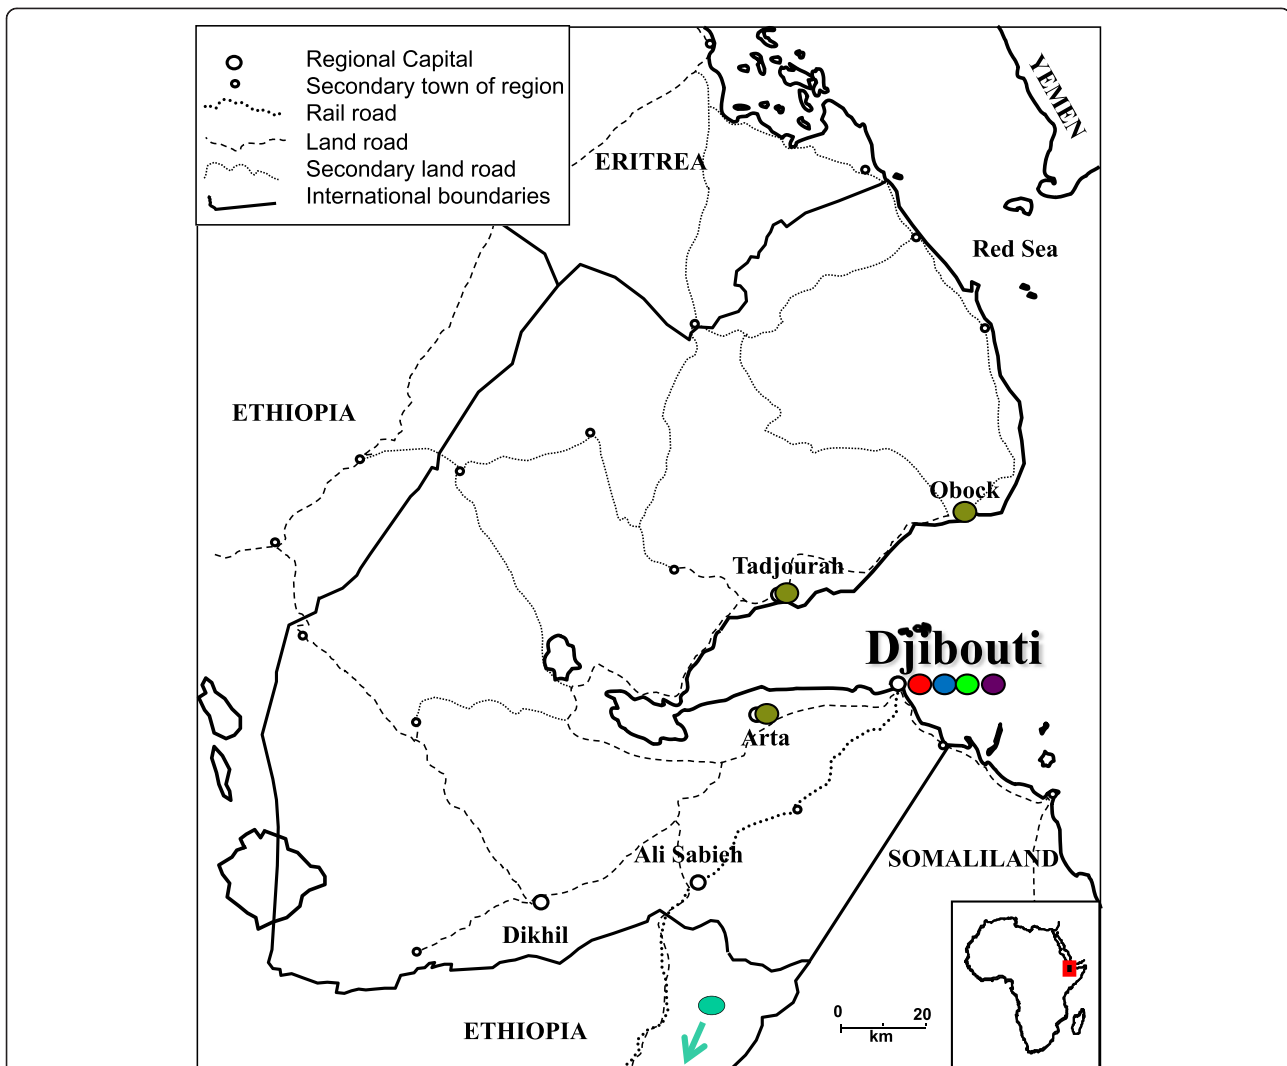 Regional Capital
Secondary town of region
Rail road
Land road
Secondary land road
International boundaries
YEMEN
ERITREA
Red Sea
ETHIOPIA
Obock
Tadjourah
Djibouti
Arta
Ali Sabieh
SOMALILAND
Dikhil
ETHIOPIA
0 20
km